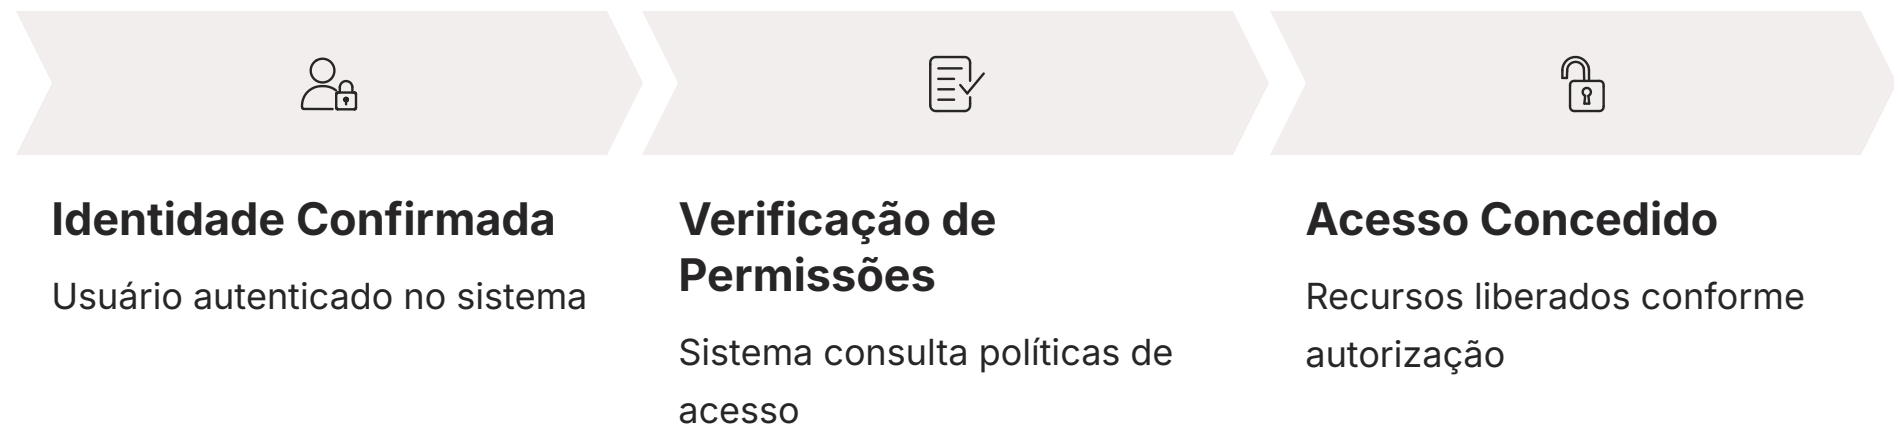 Identidade Confirmada
Usuário autenticado no sistema
Verificação de
Permissões
Sistema consulta políticas de
acesso
Acesso Concedido
Recursos liberados conforme
autorização